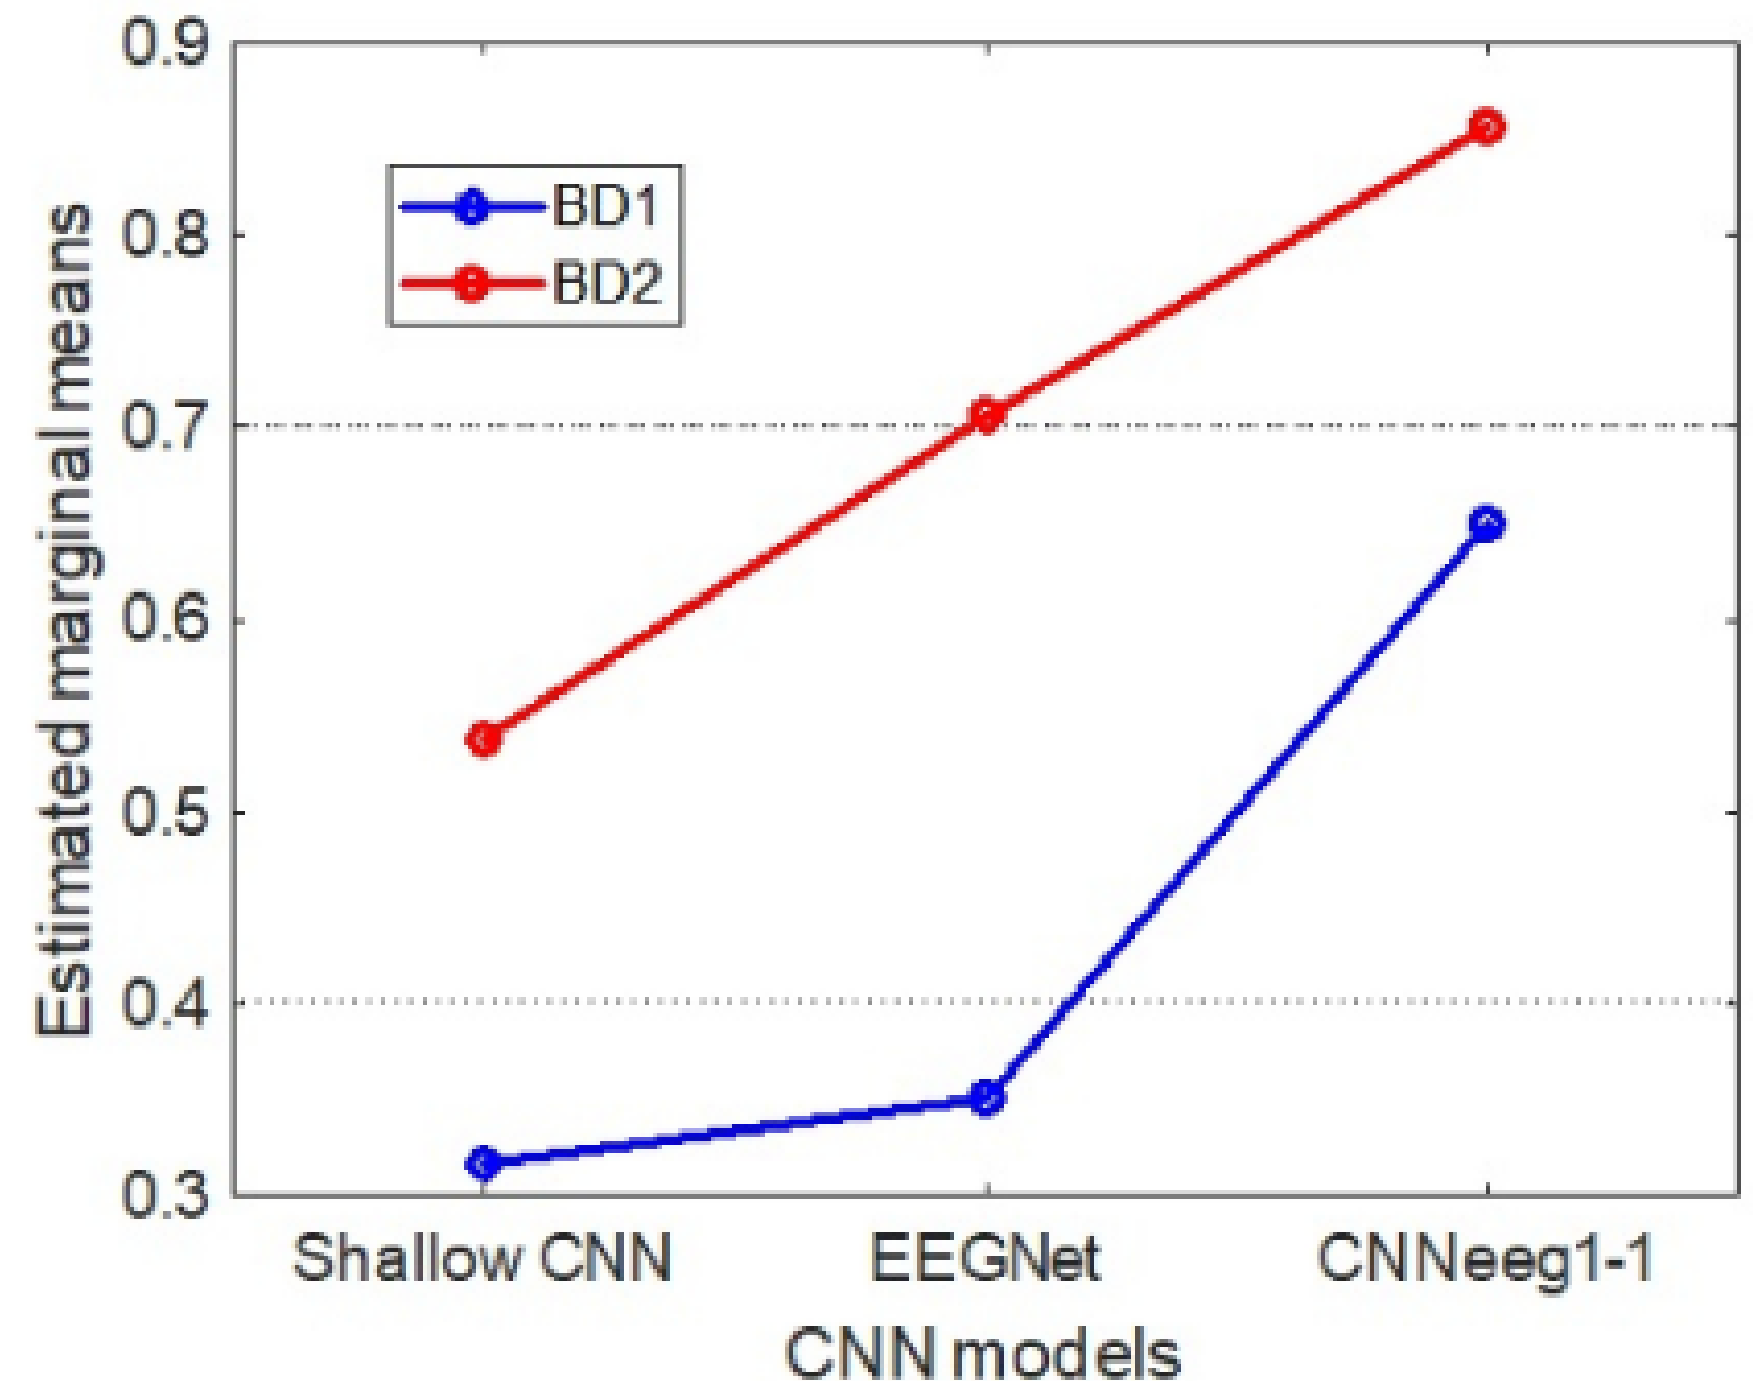 0.9
0.8
0.7
0.6
0.5
0.4
0.3
Estimated marginal means
BD1
BD2
Shallow CNN
EEGNet
CNNeeg1-1
CNN models